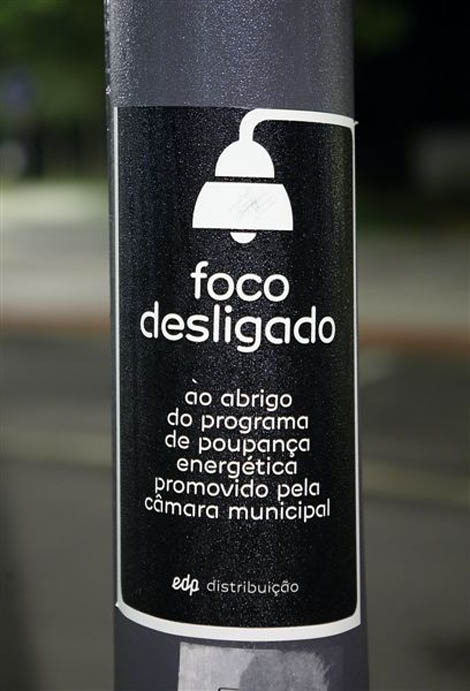 foco
desligado
ao abrigo
do programa
de poupança
energética
promovido pela
câmara municipal
edp distribuição